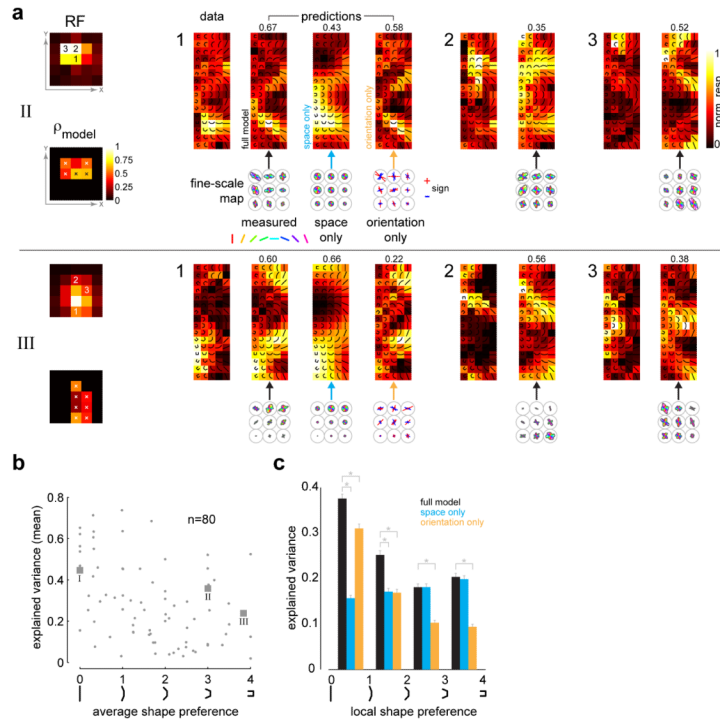 a
RF
data
predictions
1
0.67
0.43
0.58
2
0.35
3
0.52
Y
3 2
1
X
II
ρmodel
Y
X
1
0.75
0.5
0.25
0
full model
space only
orientation only
1
norm. resp.
0
fine-scale
map
+
- sign
measured
space
only
orientation
only
1
0.60
0.66
0.22
2
0.56
3
0.38
2
3
1
III
b
n=80
explained variance (mean)
0.8
0.6
0.4
0.2
0
I
II
III
0 1 2 3 4
average shape preference
c
full model
space only
orientation only
explained variance
0.4
0.3
0.2
0.1
0
* * * * * *
0 1 2 3 4
local shape preference